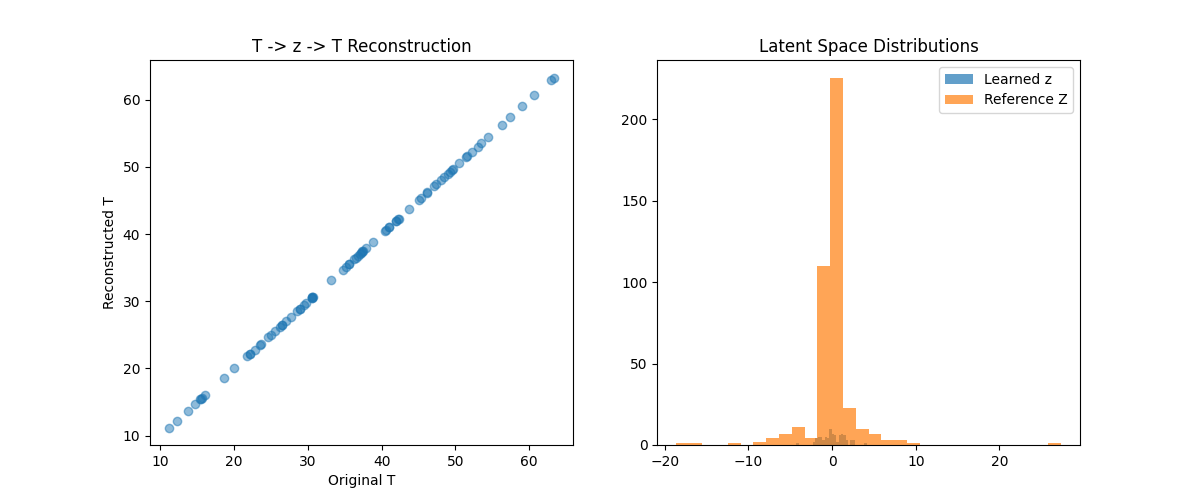 T -> z -> T Reconstruction
Reconstructed T
60
50
40
30
20
10
10 20 30 40 50 60
Original T
Latent Space Distributions
Learned z
Reference Z
200
150
100
50
0
−20 −10 0 10 20